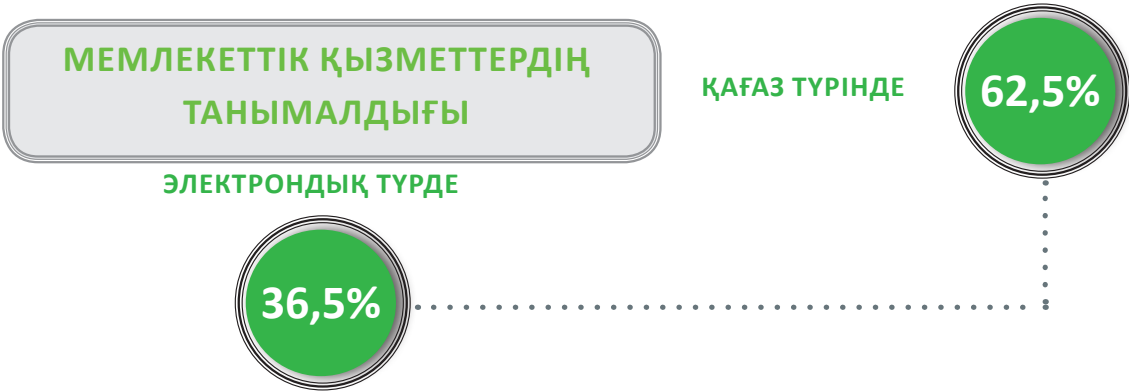 МЕМЛЕКЕТТІК ҚЫЗМЕТТЕРДІҢ
ТАНЫМАЛДЫҒЫ
ҚАҒАЗ ТҮРІНДЕ
62,5%
ЭЛЕКТРОНДЫҚ ТҮРДЕ
36,5%